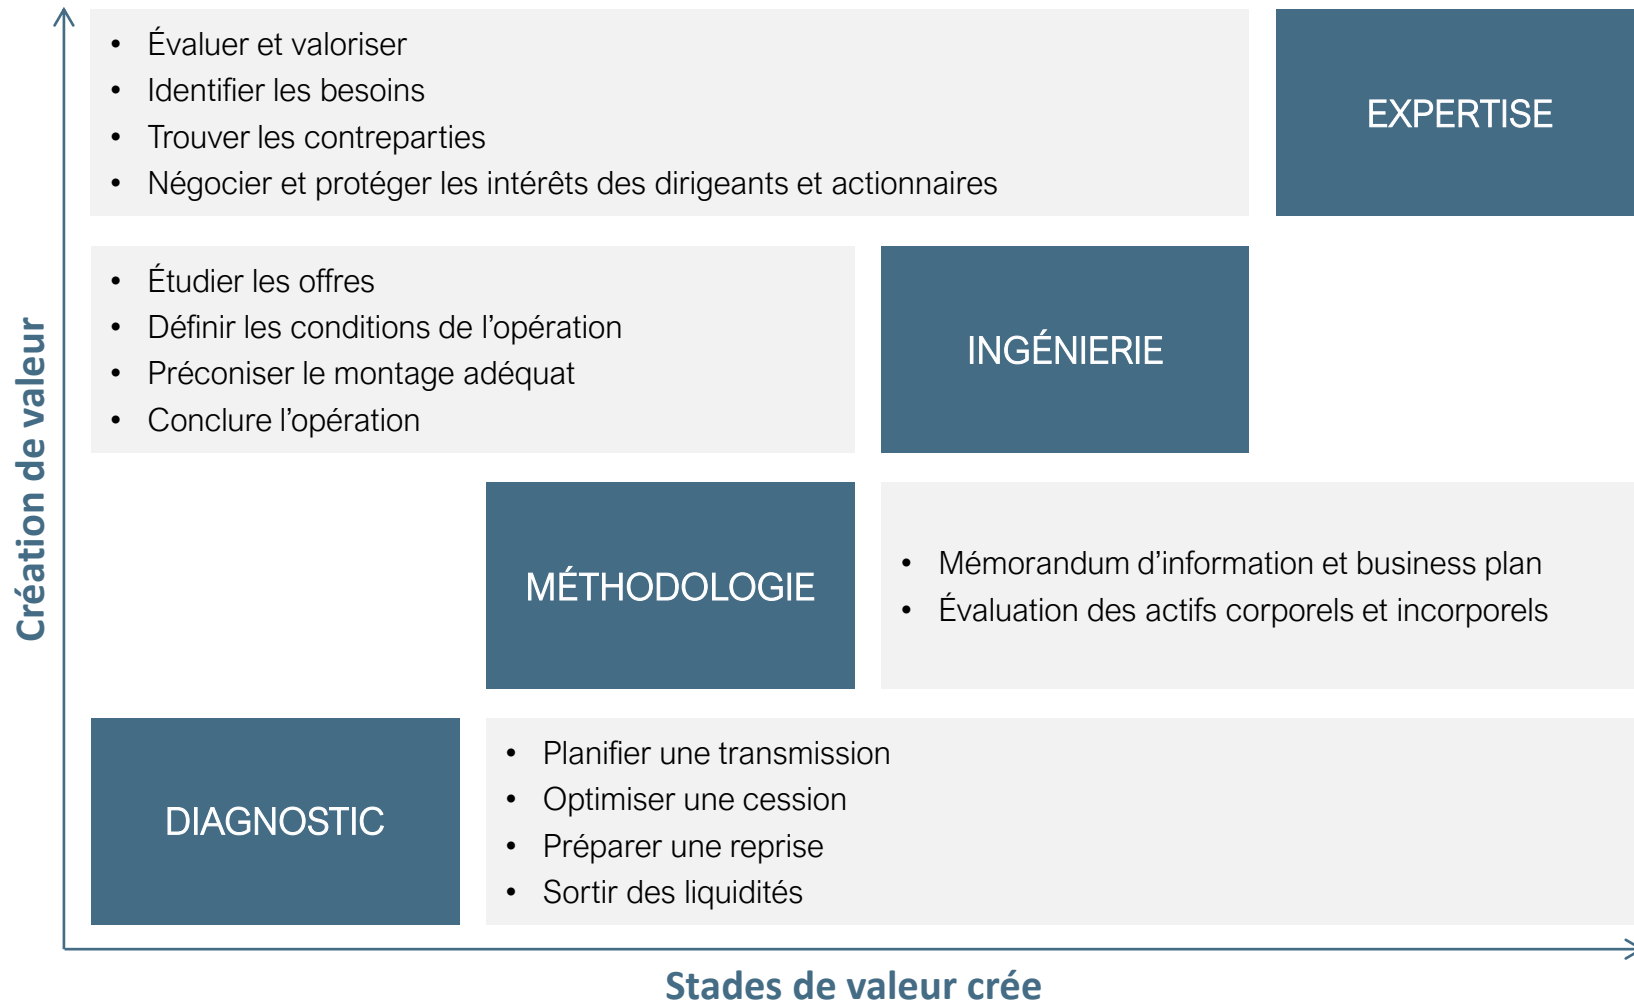 • Évaluer et valoriser
• Identifier les besoins
• Trouver les contreparties
• Négocier et protéger les intérêts des dirigeants et actionnaires
EXPERTISE
• Étudier les offres
• Définir les conditions de l’opération
• Préconiser le montage adéquat
• Conclure l’opération
INGÉNIERIE
Création de valeur
MÉTHODOLOGIE
• Mémorandum d’information et business plan
• Évaluation des actifs corporels et incorporels
DIAGNOSTIC
• Planifier une transmission
• Optimiser une cession
• Préparer une reprise
• Sortir des liquidités
Stades de valeur crée